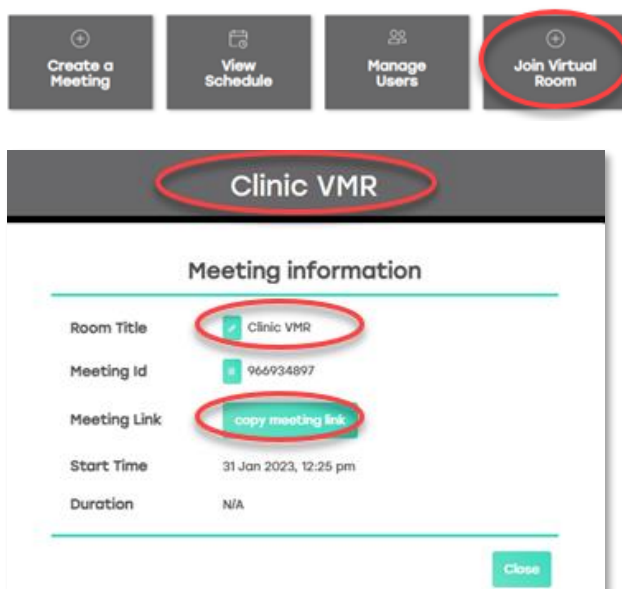 Create a
Meeting
View
Schedule
Manage
Users
Join Virtual
Room
Clinic VMR
Meeting information
Room Title Clinic VMR
Meeting Id 966934897
Meeting Link copy meeting link
Start Time 31 Jan 2023, 12:25 pm
Duration N/A
Close